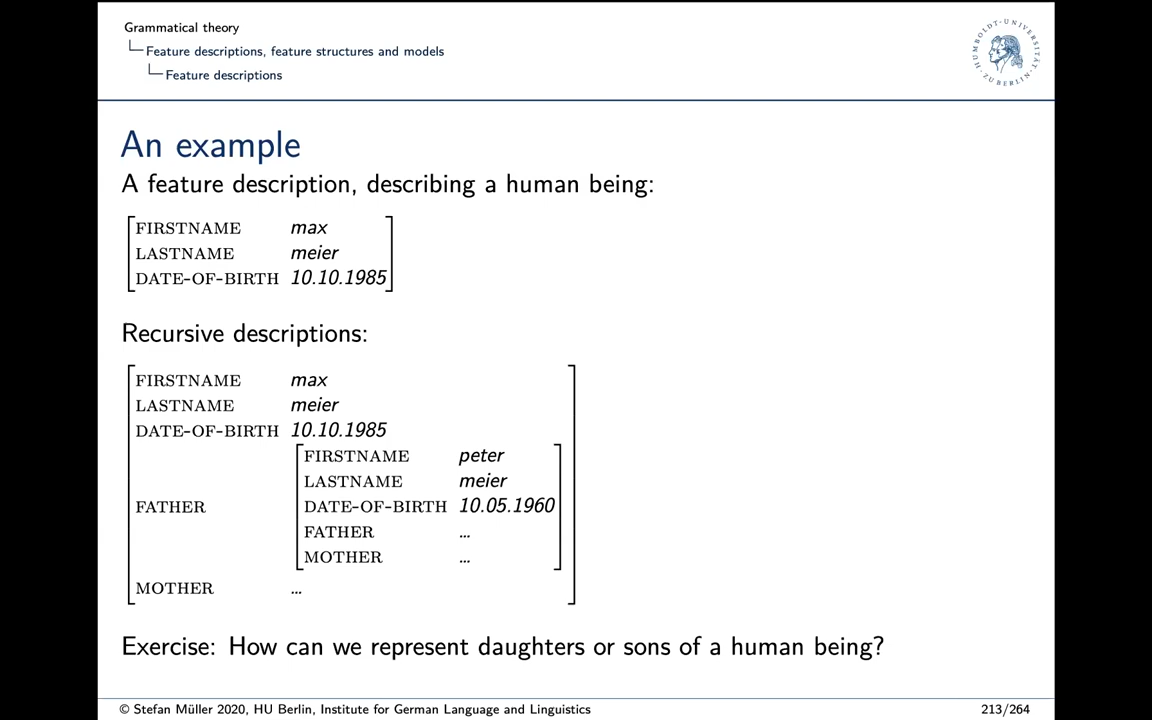 Grammatical theory
Feature descriptions, feature structures and models
Feature descriptions
HUMBOLDT-UNIVERSITÄT ZU BERLIN
An example
A feature description, describing a human being:
FIRSTNAME max
LASTNAME meier
DATE-OF-BIRTH 10.10.1985
Recursive descriptions:
FIRSTNAME max
LASTNAME meier
DATE-OF-BIRTH 10.10.1985
FIRSTNAME peter
LASTNAME meier
FATHER DATE-OF-BIRTH 10.05.1960
FATHER ...
MOTHER ...
MOTHER ...
Exercise: How can we represent daughters or sons of a human being?
© Stefan Müller 2020, HU Berlin, Institute for German Language and Linguistics 213/264